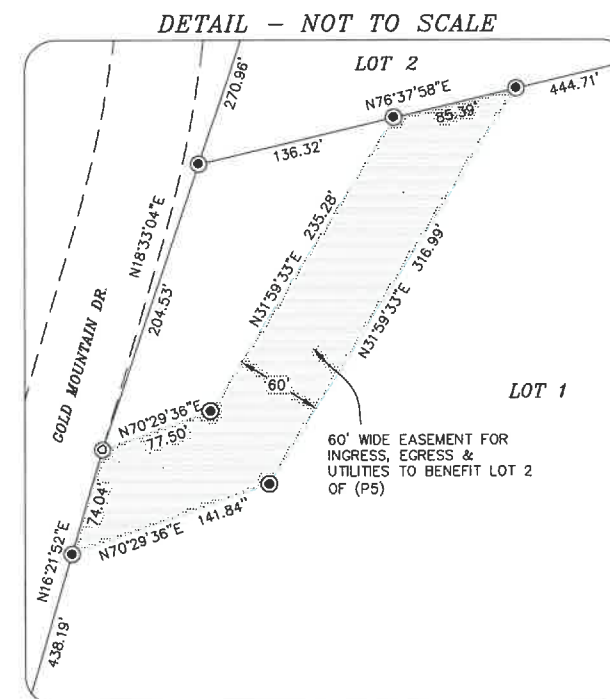 DETAIL - NOT TO SCALE
LOT 2
270.96'
N76°37'58"E
85.39'
444.71'
136.32'
N18°33'04"E
204.53'
GOLD MOUNTAIN DR.
N31°59'33"E 235.28'
N31°59'33"E 316.99'
60'
LOT 1
N70°29'36"E
77.50'
60' WIDE EASEMENT FOR
INGRESS, EGRESS &
UTILITIES TO BENEFIT LOT 2
OF (P5)
74.04'
N70°29'36"E 141.84"
N16°21'52"E
438.19'